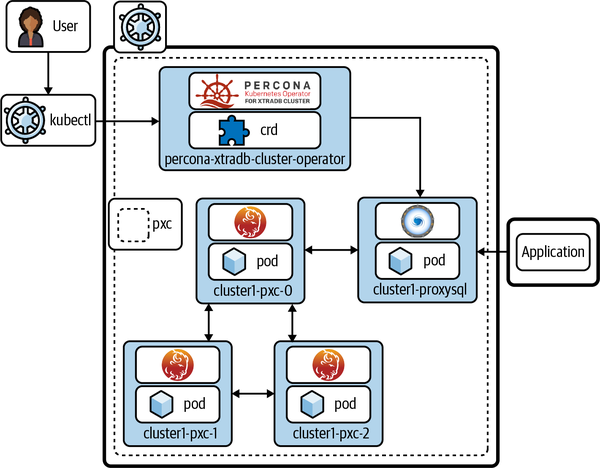 User
kubectl
PERCONA
Kubernetes Operator
FOR XTRADB CLUSTER
crd
percona-xtradb-cluster-operator
pxc
pod
cluster1-pxc-0
pod
cluster1-proxysql
Application
pod
cluster1-pxc-1
pod
cluster1-pxc-2